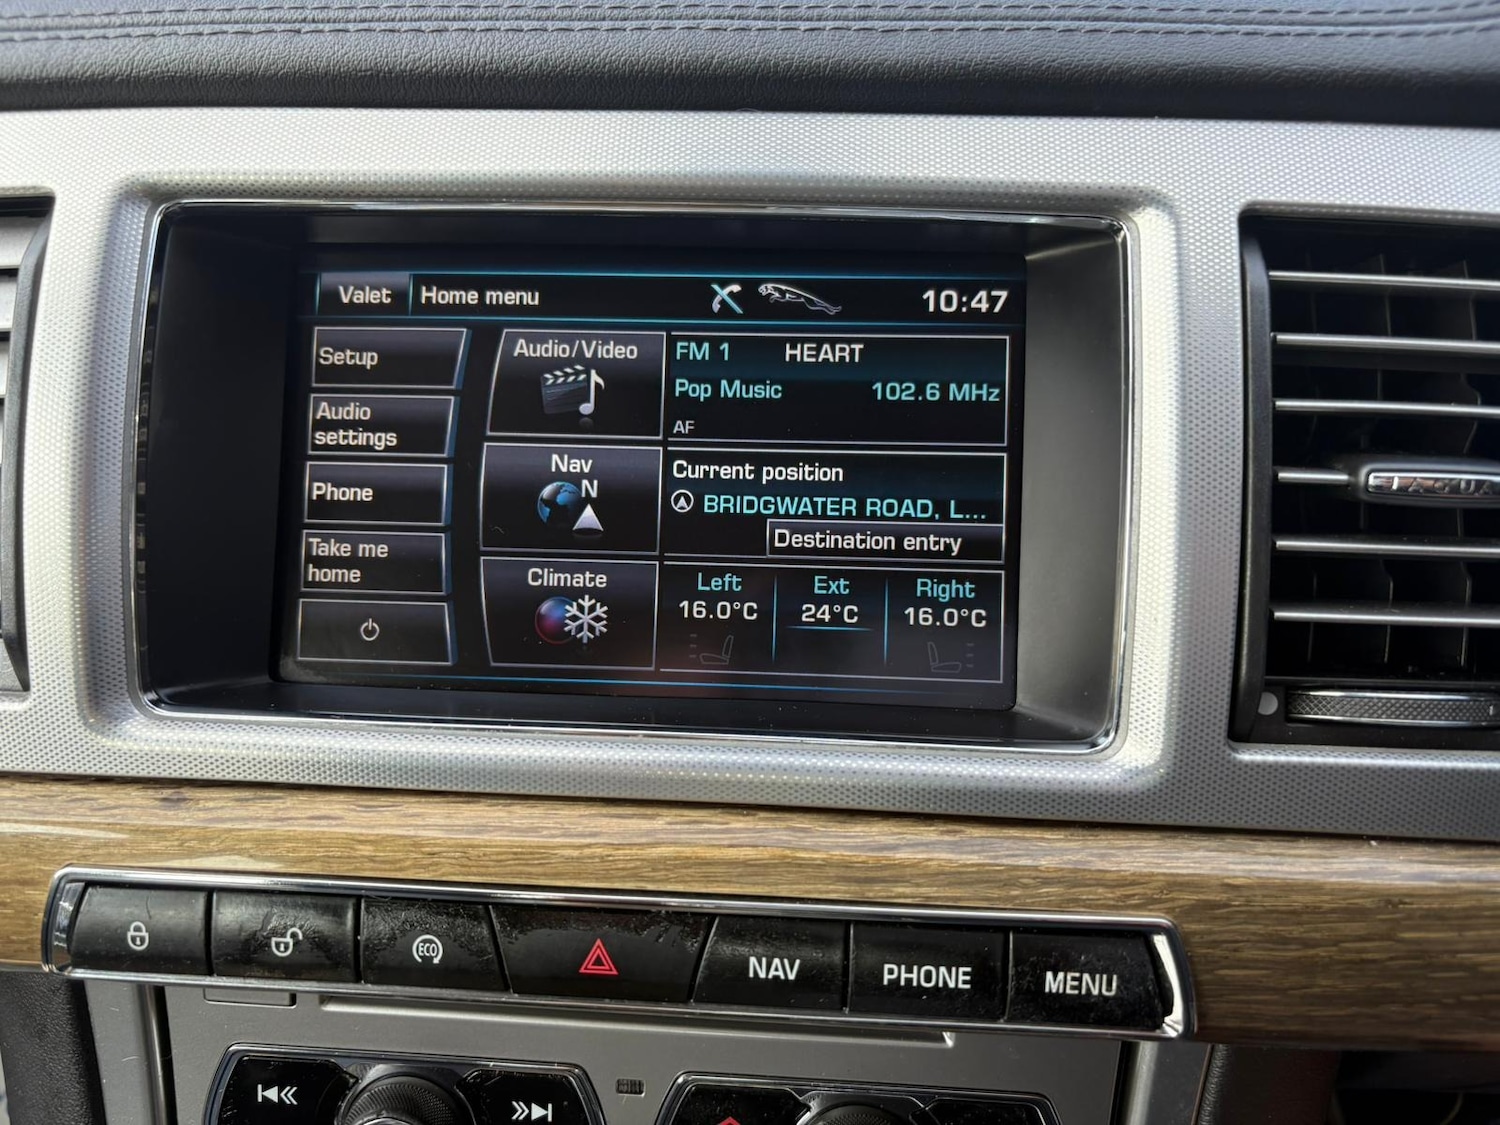 Valet Home menu 10:47
Setup
Audio
settings
Phone
Take me
home
Audio/Video
Nav
N
Climate
FM 1 HEART
Pop Music 102.6 MHz
AF
Current position
BRIDGWATER ROAD, L...
Destination entry
Left Ext Right
16.0°C 24°C 16.0°C
JAGUA
ECO NAV PHONE MENU